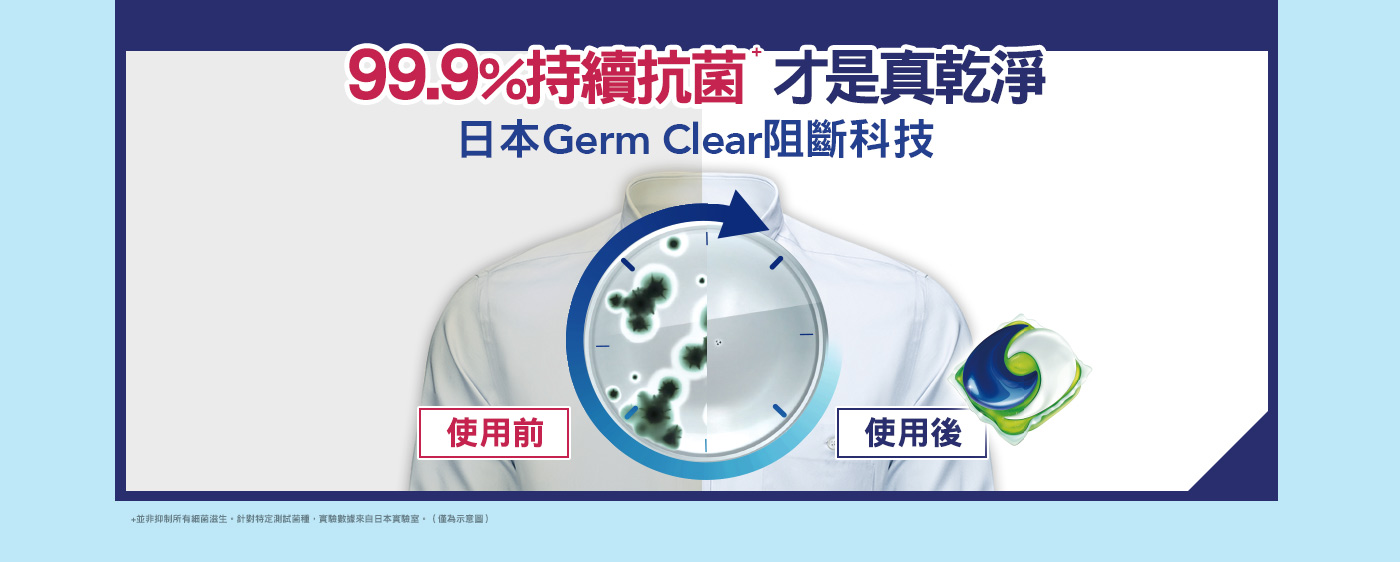 99.9%持續抗菌+ 才是真乾淨
日本Germ Clear阻斷科技
使用前
使用後
+並非抑制所有細菌滋生。針對特定測試菌種，實驗數據來自日本實驗室。（僅為示意圖）